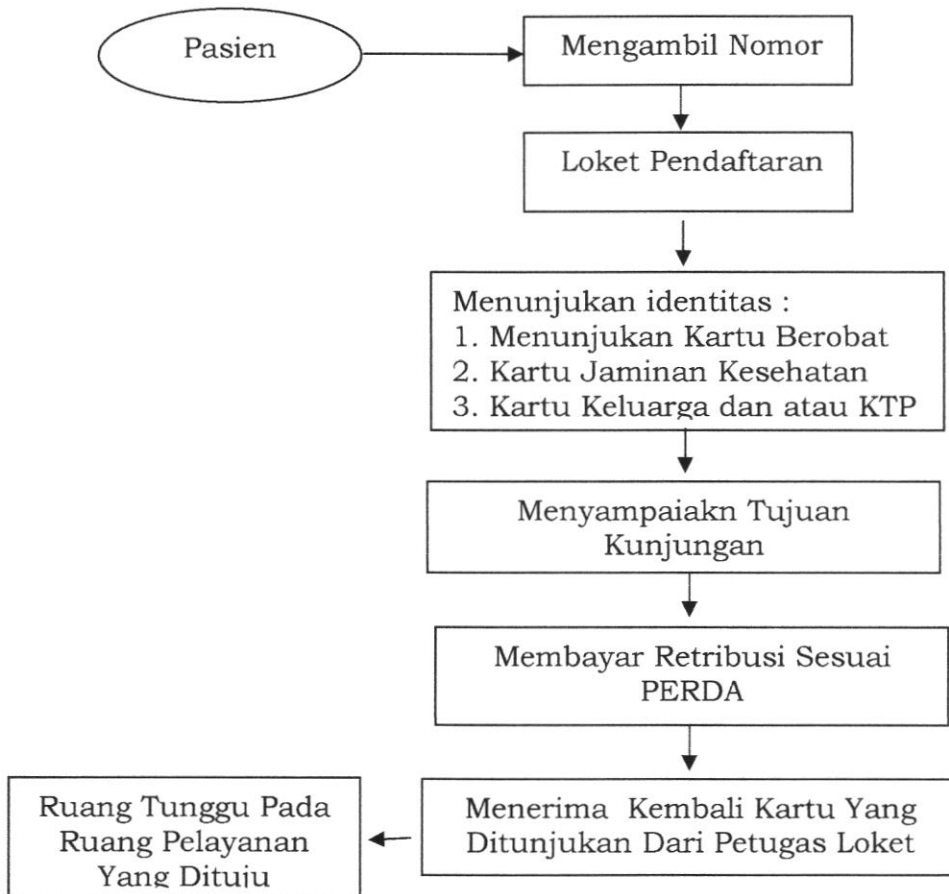 Pasien
Mengambil Nomor
Loket Pendaftaran
Menunjukan identitas :
1. Menunjukan Kartu Berobat
2. Kartu Jaminan Kesehatan
3. Kartu Keluarga dan atau KTP
Menyampaiakn Tujuan
Kunjungan
Membayar Retribusi Sesuai
PERDA
Menerima Kembali Kartu Yang
Ditunjukan Dari Petugas Loket
Ruang Tunggu Pada
Ruang Pelayanan
Yang Dituju